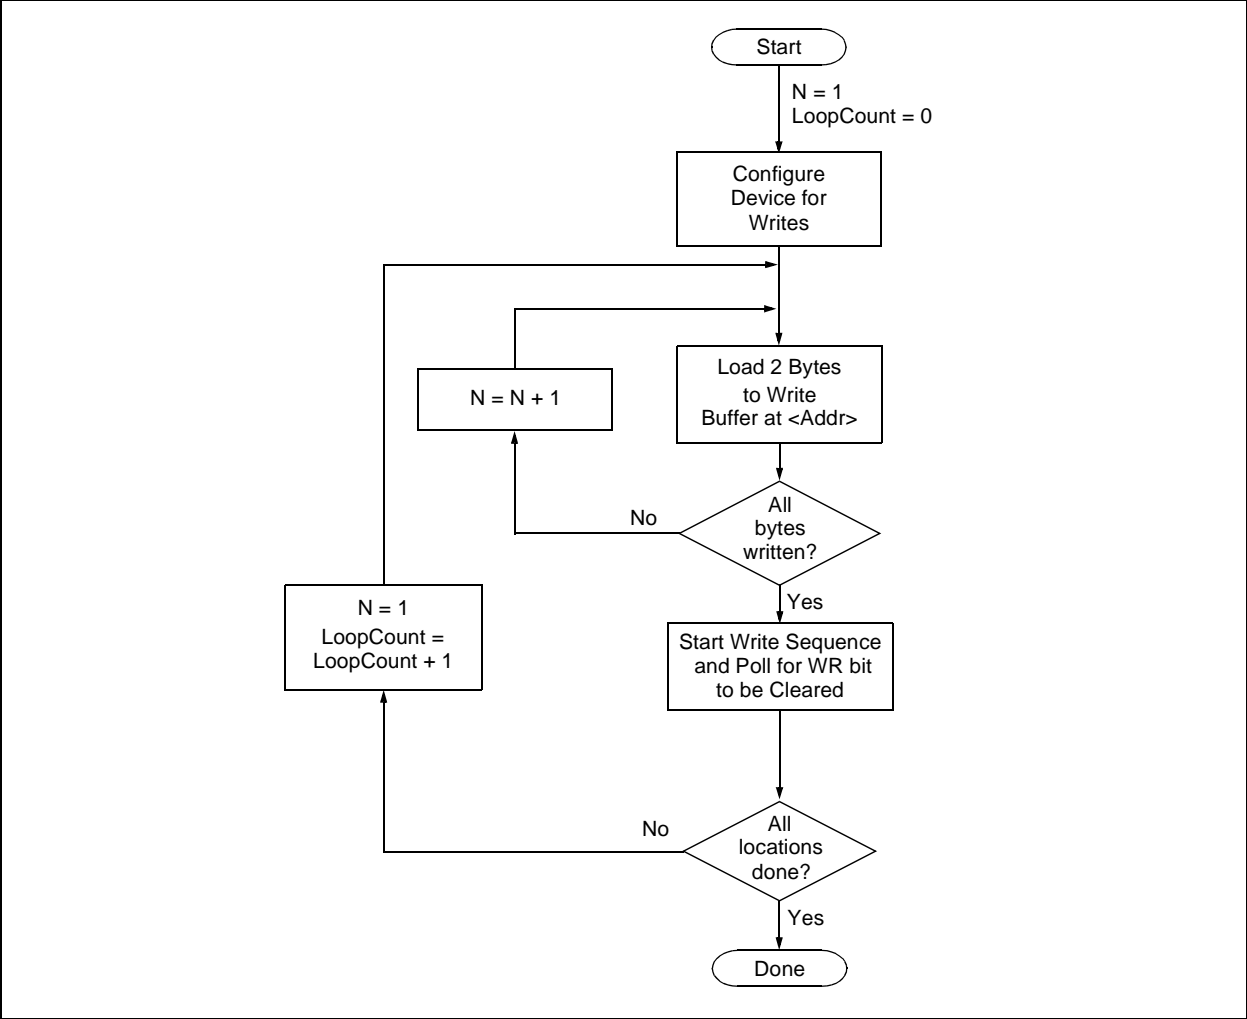 Start
N = 1
LoopCount = 0
Configure
Device for
Writes
Load 2 Bytes
to Write
Buffer at <Addr>
N = N + 1
All
bytes
written?
No
Yes
N = 1
LoopCount =
LoopCount + 1
Start Write Sequence
and Poll for WR bit
to be Cleared
No
All
locations
done?
Yes
Done